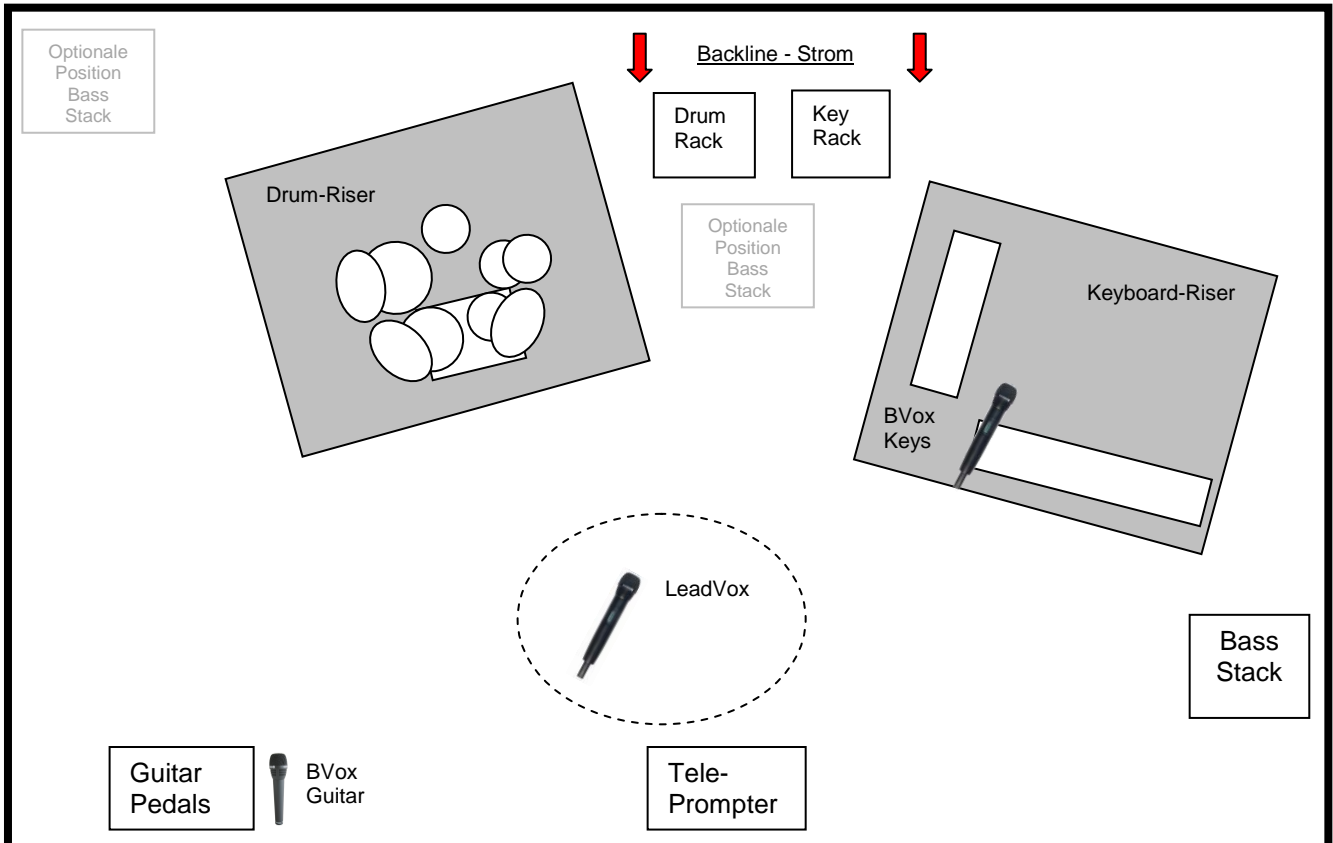 Optionale
Position
Bass
Stack
Backline - Strom
Drum
Rack
Key
Rack
Drum-Riser
Optionale
Position
Bass
Stack
Keyboard-Riser
BVox
Keys
LeadVox
Bass
Stack
Guitar
Pedals
BVox
Guitar
Tele-
Prompter